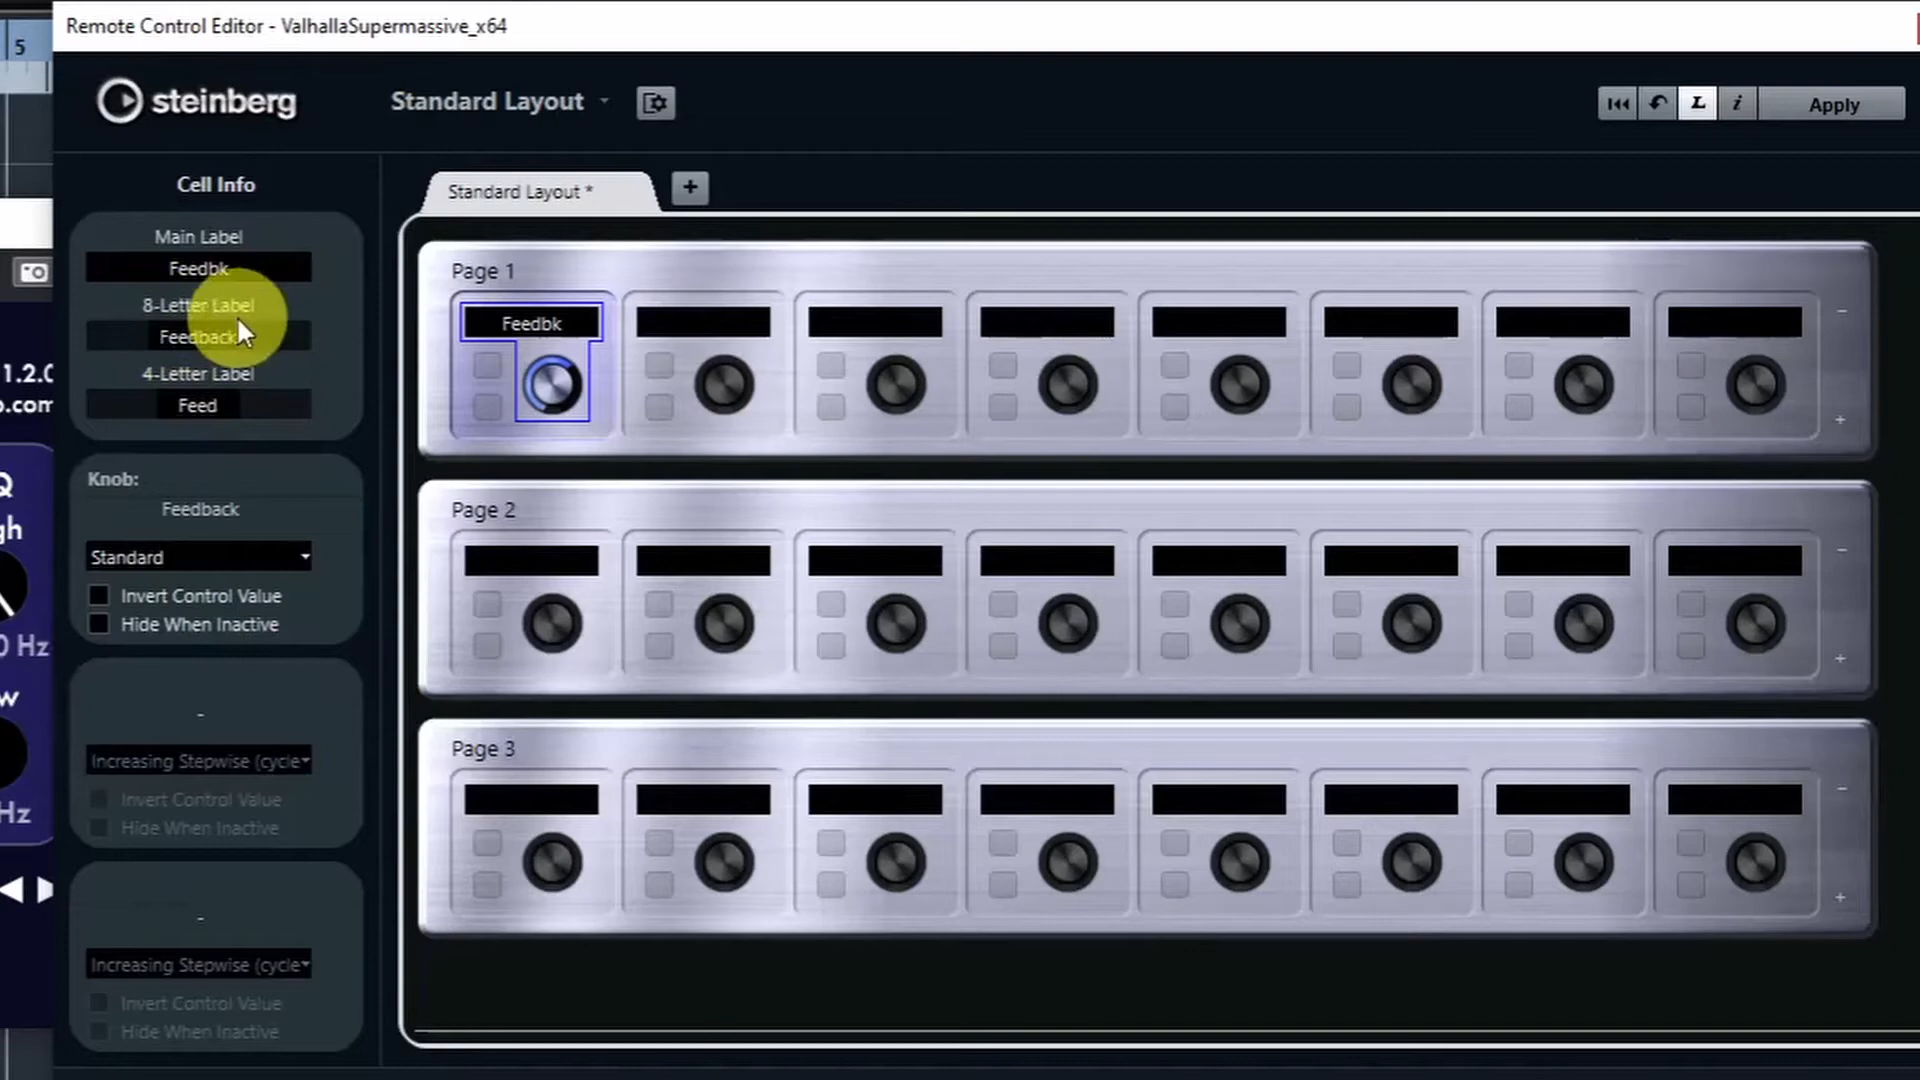 Remote Control Editor - ValhallaSupermassive_x64
5
steinberg
Standard Layout
L
i
Apply
Cell Info
Standard Layout *
+
Main Label
Feedbk
8-Letter Label
Feedback
4-Letter Label
Feed
Page 1
Feedbk
-
+
1.2.0
o.com
Knob:
Feedback
Standard
Invert Control Value
Hide When Inactive
Q
gh
0 Hz
w
Hz
Page 2
-
+
-
Increasing Stepwise (cycle
Invert Control Value
Hide When Inactive
Page 3
-
+
-
Increasing Stepwise (cycle
Invert Control Value
Hide When Inactive